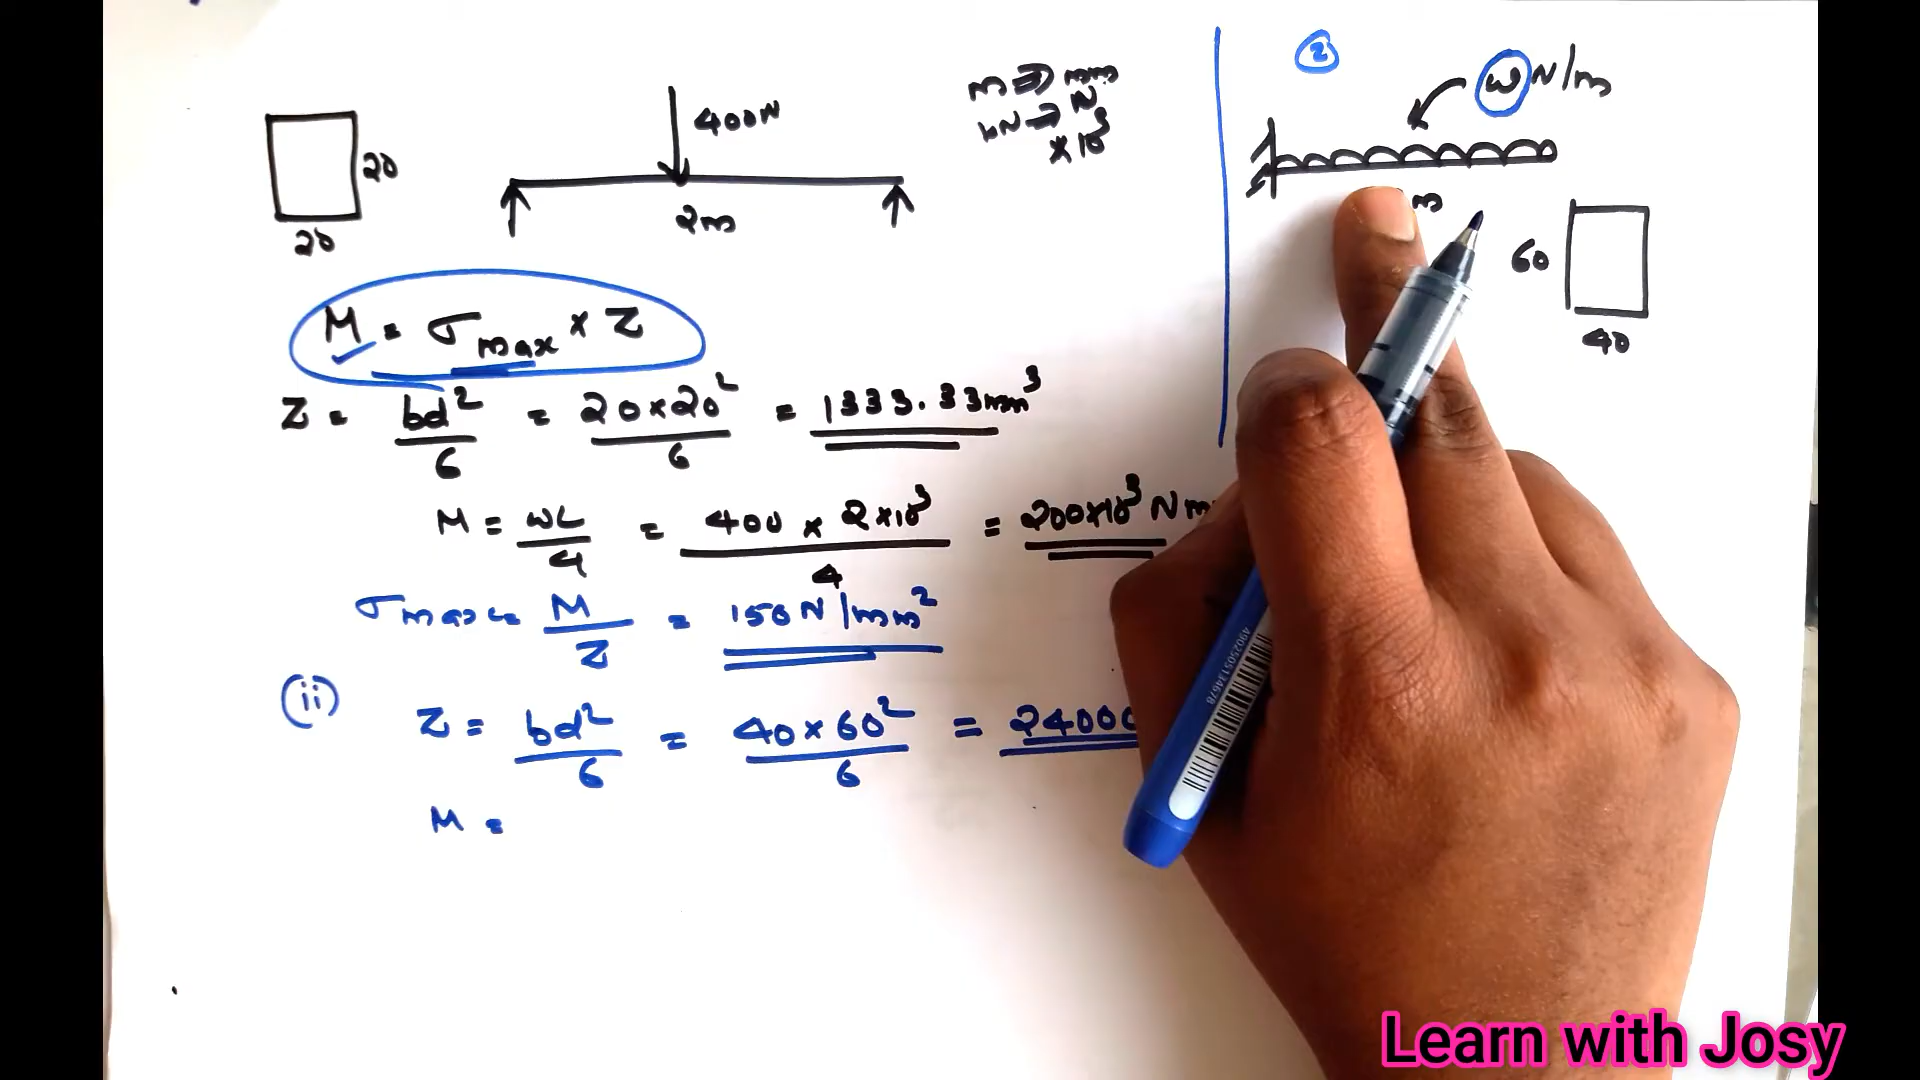 20
20
400N
2m
m ⇒ mm
kN → N
×10³
M = σmax × Z
Z = bd²/6 = 20×20²/6 = 1333.33mm³
M = WL/4 = 400 × 2×10³/4 = 200×10³ N m
σmax = M/Z = 150N/mm²
(ii) Z = bd²/6 = 40×60²/6 = 24000
M =
2
w N/m
m
60
40
4902505134678
Learn with Josy